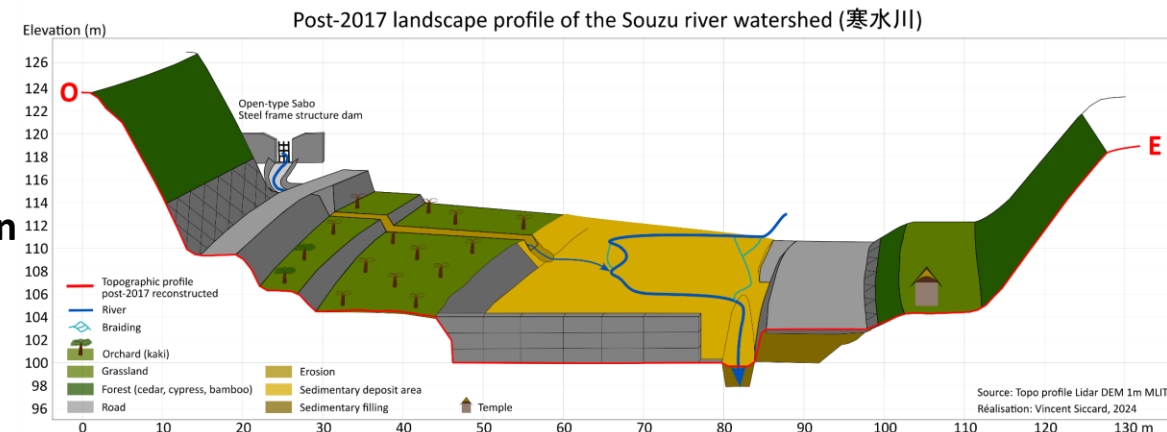 Post-2017 landscape profile of the Souzu river watershed (寒水川)
Elevation (m)
126
124
122
120
118
116
114
112
110
108
106
104
102
100
98
96
O
E
n
Open-type Sabo
Steel frame structure dam
Topographic profile
post-2017 reconstructed
River
Braiding
Orchard (kaki)
Grassland
Forest (cedar, cypress, bamboo)
Road
Erosion
Sedimentary deposit area
Sedimentary filling
Temple
Source: Topo profile Lidar DEM 1m MLIT
Réalisation: Vincent Siccard, 2024
0 10 20 30 40 50 60 70 80 90 100 110 120 130 m